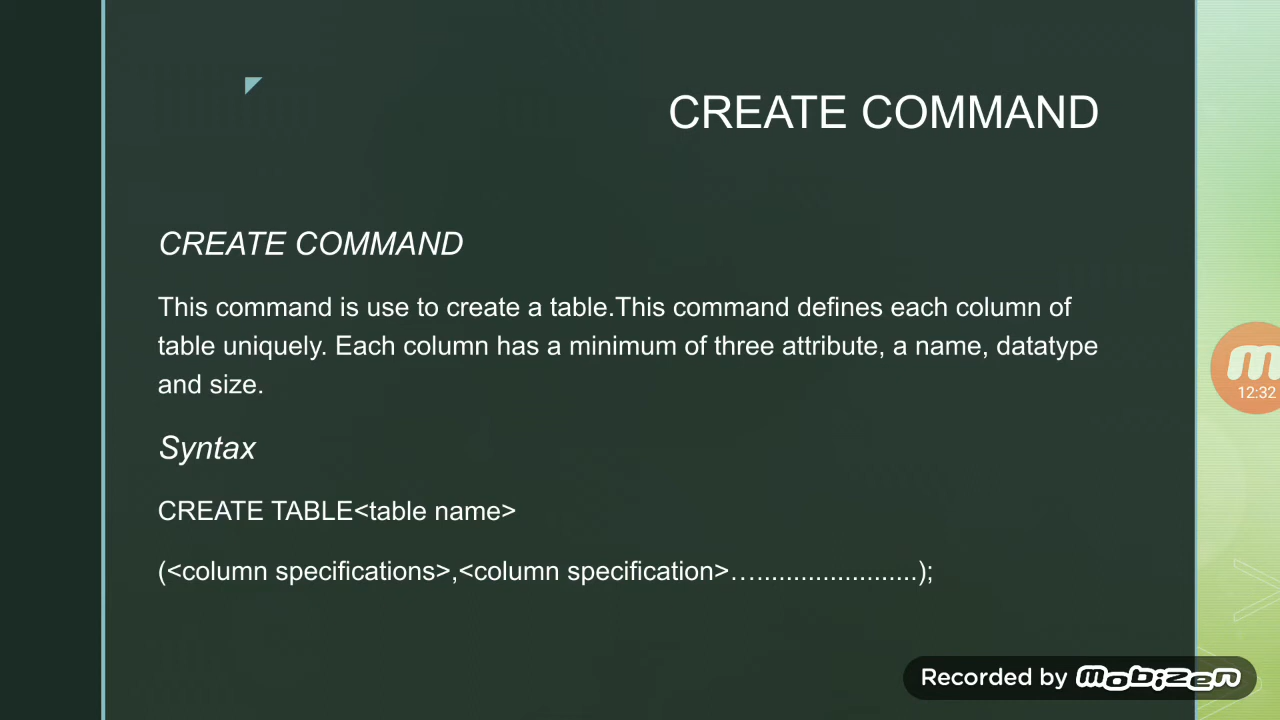 CREATE COMMAND
CREATE COMMAND
This command is use to create a table.This command defines each column of
table uniquely. Each column has a minimum of three attribute, a name, datatype
and size.
Syntax
CREATE TABLE<table name>
(<column specifications>,<column specification>….......................);
12:32
Recorded by mobizen